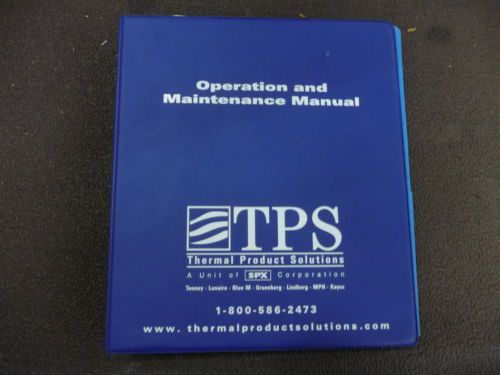 Operation and
Maintenance Manual
TPS
Thermal Product Solutions
A Unit of SPX Corporation
Tenney - Lunaire - Blue M - Gruenberg - Lindberg - MPH - Kayex
1-800-586-2473
www. thermalproductsolutions.com